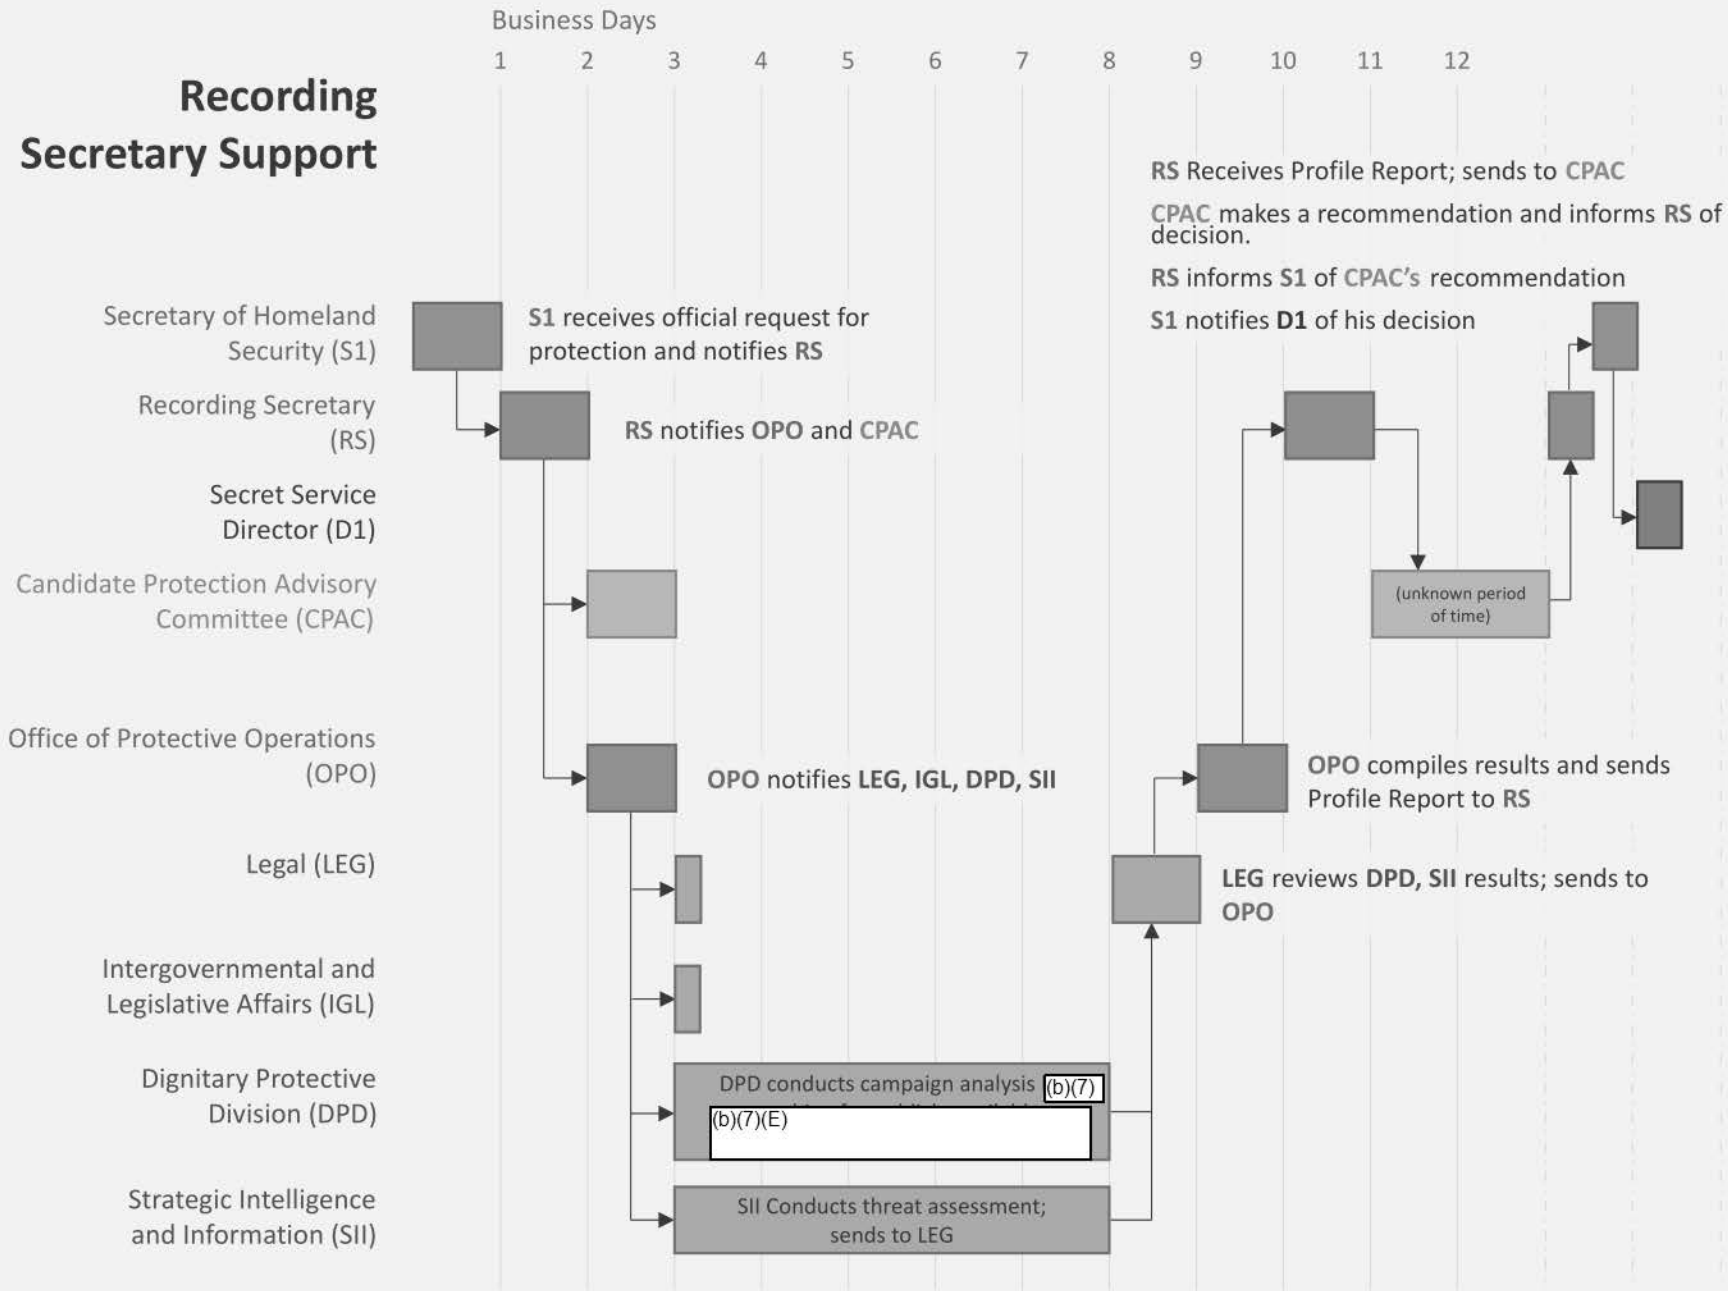 Business Days
1 2 3 4 5 6 7 8 9 10 11 12
Recording
Secretary Support
RS Receives Profile Report; sends to CPAC
CPAC makes a recommendation and informs RS of
decision.
RS informs S1 of CPAC's recommendation
S1 notifies D1 of his decision
Secretary of Homeland
Security (S1)
S1 receives official request for
protection and notifies RS
Recording Secretary
(RS)
RS notifies OPO and CPAC
Secret Service
Director (D1)
Candidate Protection Advisory
Committee (CPAC)
(unknown period
of time)
Office of Protective Operations
(OPO)
OPO notifies LEG, IGL, DPD, SII
OPO compiles results and sends
Profile Report to RS
Legal (LEG)
LEG reviews DPD, SII results; sends to
OPO
Intergovernmental and
Legislative Affairs (IGL)
Dignitary Protective
Division (DPD)
DPD conducts campaign analysis (b)(7)
(b)(7)(E)
Strategic Intelligence
and Information (SII)
SII Conducts threat assessment;
sends to LEG